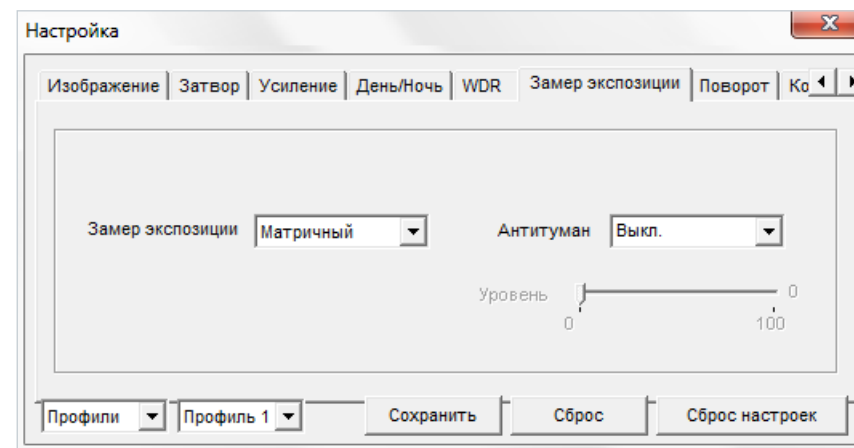 Настройка
Изображение Затвор Усиление День/Ночь WDR Замер экспозиции Поворот Ко
Замер экспозиции Матричный Антитуман Выкл.
Уровень 0
0 100
Профили Профиль 1 Сохранить Сброс Сброс настроек